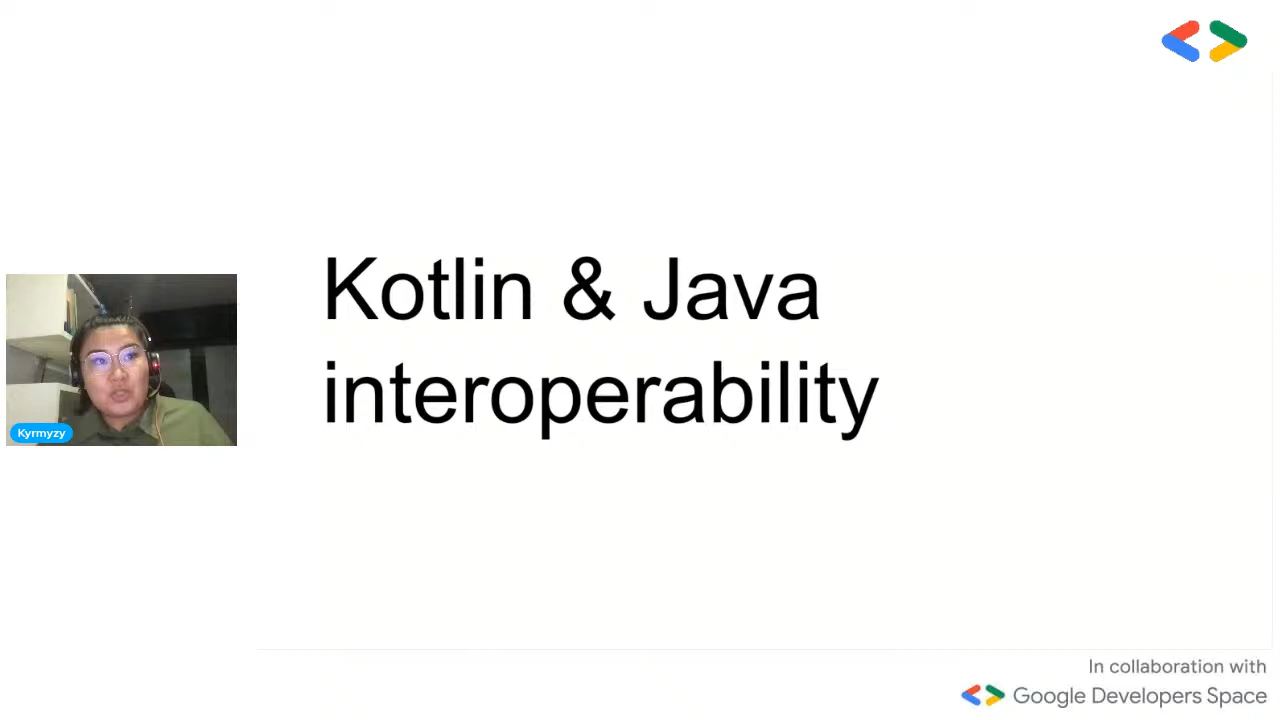 Kotlin & Java
interoperability
Kyrmyzy
In collaboration with
Google Developers Space